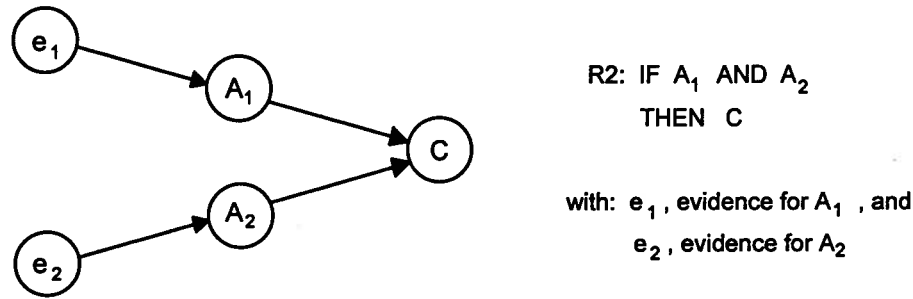 e₁
A₁
C
A₂
e₂
R2: IF A₁ AND A₂
THEN C
with: e₁ , evidence for A₁ , and
e₂ , evidence for A₂